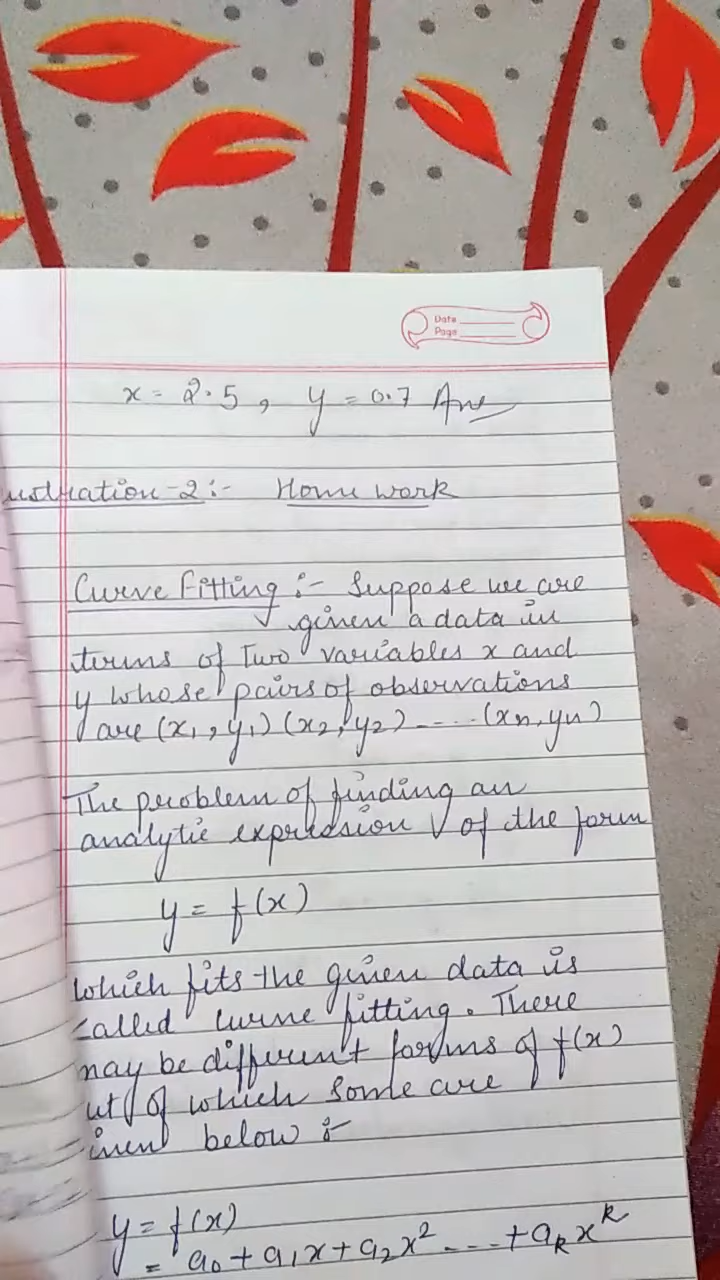 Date
Page
x = 2.5, y = 0.7 Ans
ustration-2:- Home work
Curve Fitting :- Suppose we are
given a data in
terms of Two variables x and
y whose pairs of observations
are (x₁, y₁) (x₂, y₂) ----- (xn, yn)
The problem of finding an
analytic expression of the form
y = f(x)
which fits the given data is
called curve fitting. There
may be different forms of f(x)
ut of which some are
iven below :-
y = f(x)
= a₀ + a₁x + a₂x² ---- + aₖxᵏ